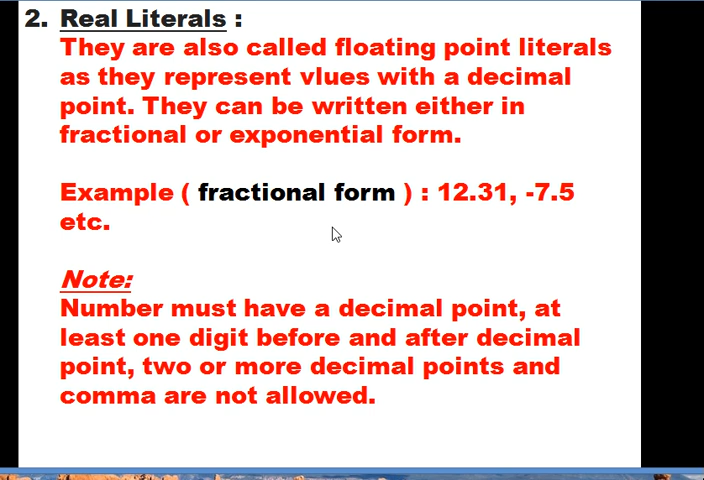 2. Real Literals :
They are also called floating point literals
as they represent vlues with a decimal
point. They can be written either in
fractional or exponential form.
Example ( fractional form ) : 12.31, -7.5
etc.
Note:
Number must have a decimal point, at
least one digit before and after decimal
point, two or more decimal points and
comma are not allowed.